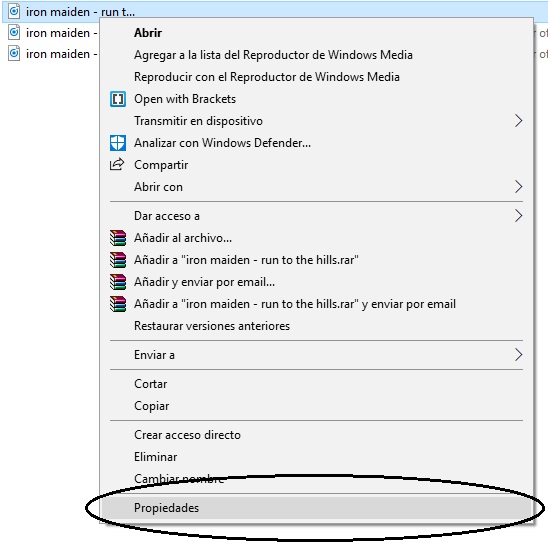 iron maiden - run t...
iron maiden -
iron maiden -
of
of
Abrir
Agregar a la lista del Reproductor de Windows Media
Reproducir con el Reproductor de Windows Media
Open with Brackets
Transmitir en dispositivo
Analizar con Windows Defender...
Compartir
Abrir con
Dar acceso a
Añadir al archivo...
Añadir a "iron maiden - run to the hills.rar"
Añadir y enviar por email...
Añadir a "iron maiden - run to the hills.rar" y enviar por email
Restaurar versiones anteriores
Enviar a
Cortar
Copiar
Crear acceso directo
Eliminar
Cambiar nombre
Propiedades